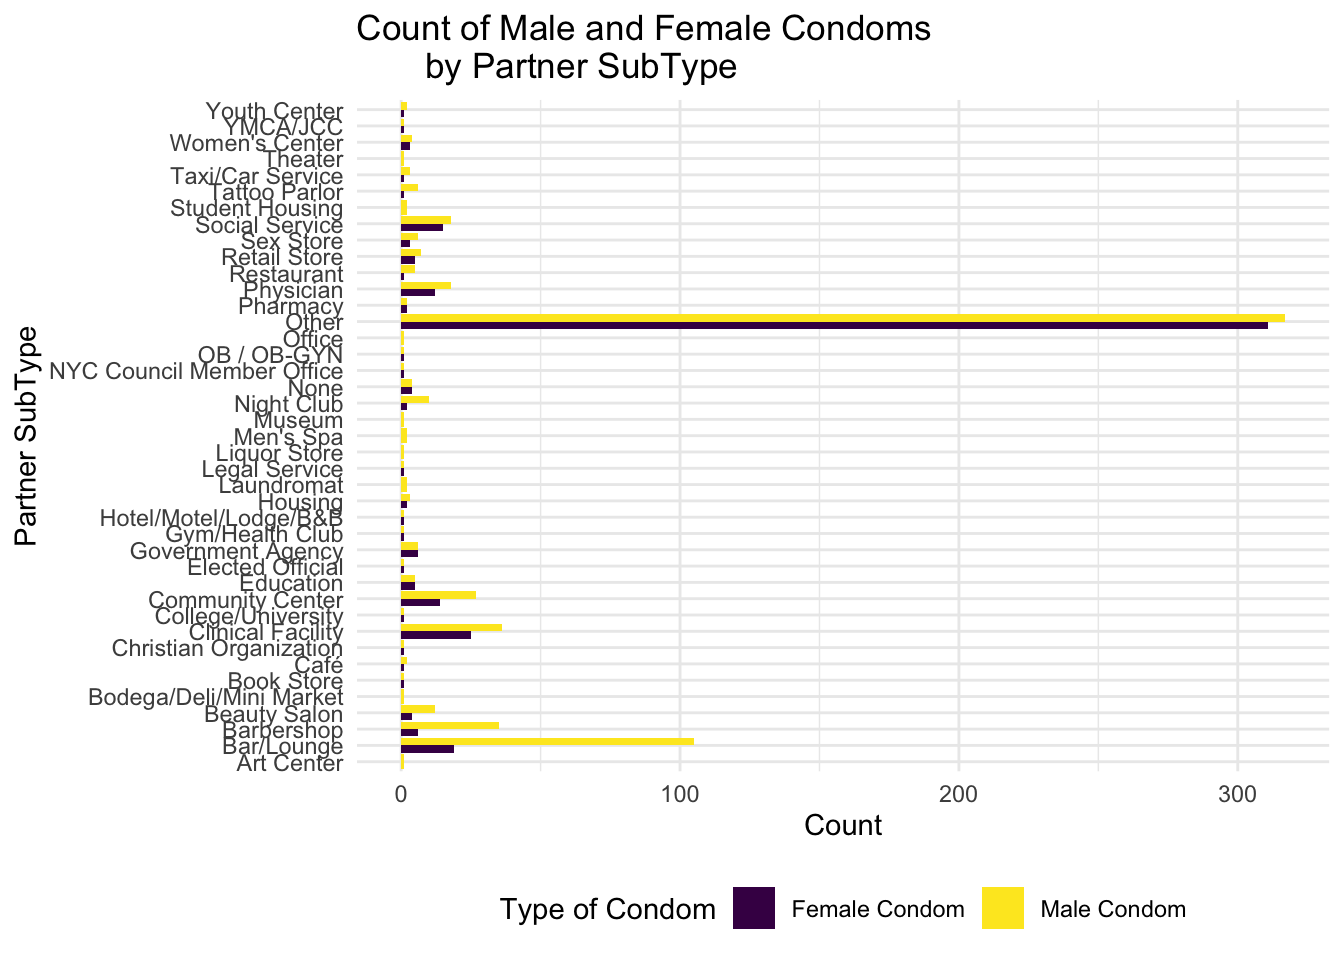 Count of Male and Female Condoms
by Partner SubType
Partner SubType
Youth Center
YMCA/JCC
Women's Center
Theater
Taxi/Car Service
Tattoo Parlor
Student Housing
Social Service
Sex Store
Retail Store
Restaurant
Physician
Pharmacy
Other
Office
OB / OB-GYN
NYC Council Member Office
None
Night Club
Museum
Men's Spa
Liquor Store
Legal Service
Laundromat
Housing
Hotel/Motel/Lodge/B&B
Gym/Health Club
Government Agency
Elected Official
Education
Community Center
College/University
Clinical Facility
Christian Organization
Café
Book Store
Bodega/Deli/Mini Market
Beauty Salon
Barbershop
Bar/Lounge
Art Center
0 100 200 300
Count
Type of Condom Female Condom Male Condom